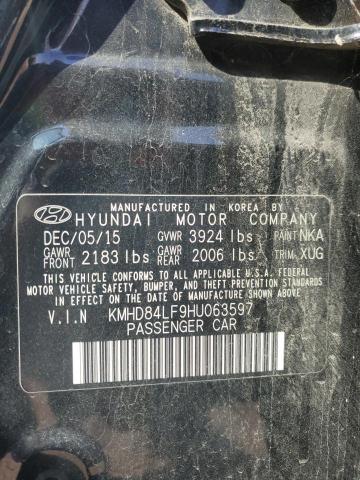 MANUFACTURED IN KOREA BY
HYUNDAI MOTOR COMPANY
DEC/05/15 GVWR 3924 lbs PAINT NKA
GAWR FRONT 2183 lbs GAWR REAR 2006 lbs TRIM XUG
THIS VEHICLE CONFORMS TO ALL APPLICABLE U.S.A. FEDERAL
MOTOR VEHICLE SAFETY, BUMPER, AND THEFT PREVENTION STANDARDS
IN EFFECT ON THE DATE OF MANUFACTURE SHOWN ABOVE.
V.I.N KMHD84LF9HU063597
PASSENGER CAR